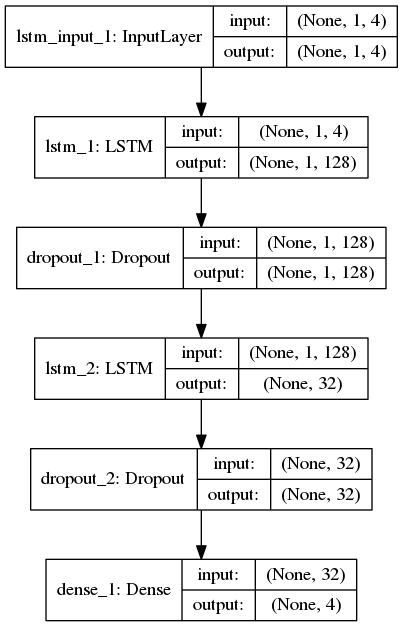 lstm_input_1: InputLayer
input: (None, 1, 4)
output: (None, 1, 4)
lstm_1: LSTM
input: (None, 1, 4)
output: (None, 1, 128)
dropout_1: Dropout
input: (None, 1, 128)
output: (None, 1, 128)
lstm_2: LSTM
input: (None, 1, 128)
output: (None, 32)
dropout_2: Dropout
input: (None, 32)
output: (None, 32)
dense_1: Dense
input: (None, 32)
output: (None, 4)